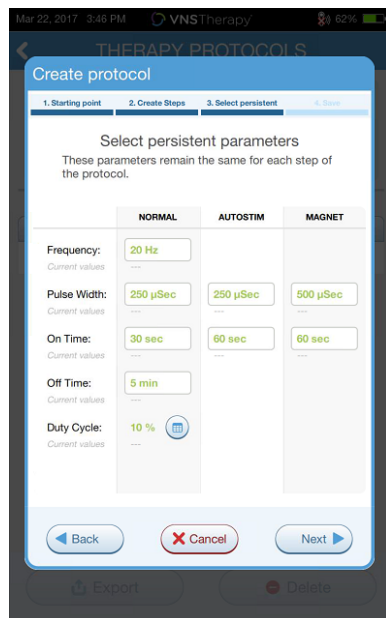 Mar 22, 2017 3:46 PM VNSTherapy 62%
THERAPY PROTOCOLS
Create protocol
1. Starting point 2. Create Steps 3. Select persistent 4. Save
Select persistent parameters
These parameters remain the same for each step of
the protocol.
NORMAL AUTOSTIM MAGNET
Frequency: 20 Hz
Current values ----
Pulse Width: 250 µSec 250 µSec 500 µSec
Current values ---- ---- ----
On Time: 30 sec 60 sec 60 sec
Current values ---- ---- ----
Off Time: 5 min
Current values ----
Duty Cycle: 10 %
Current values ----
Back Cancel Next
Export Delete